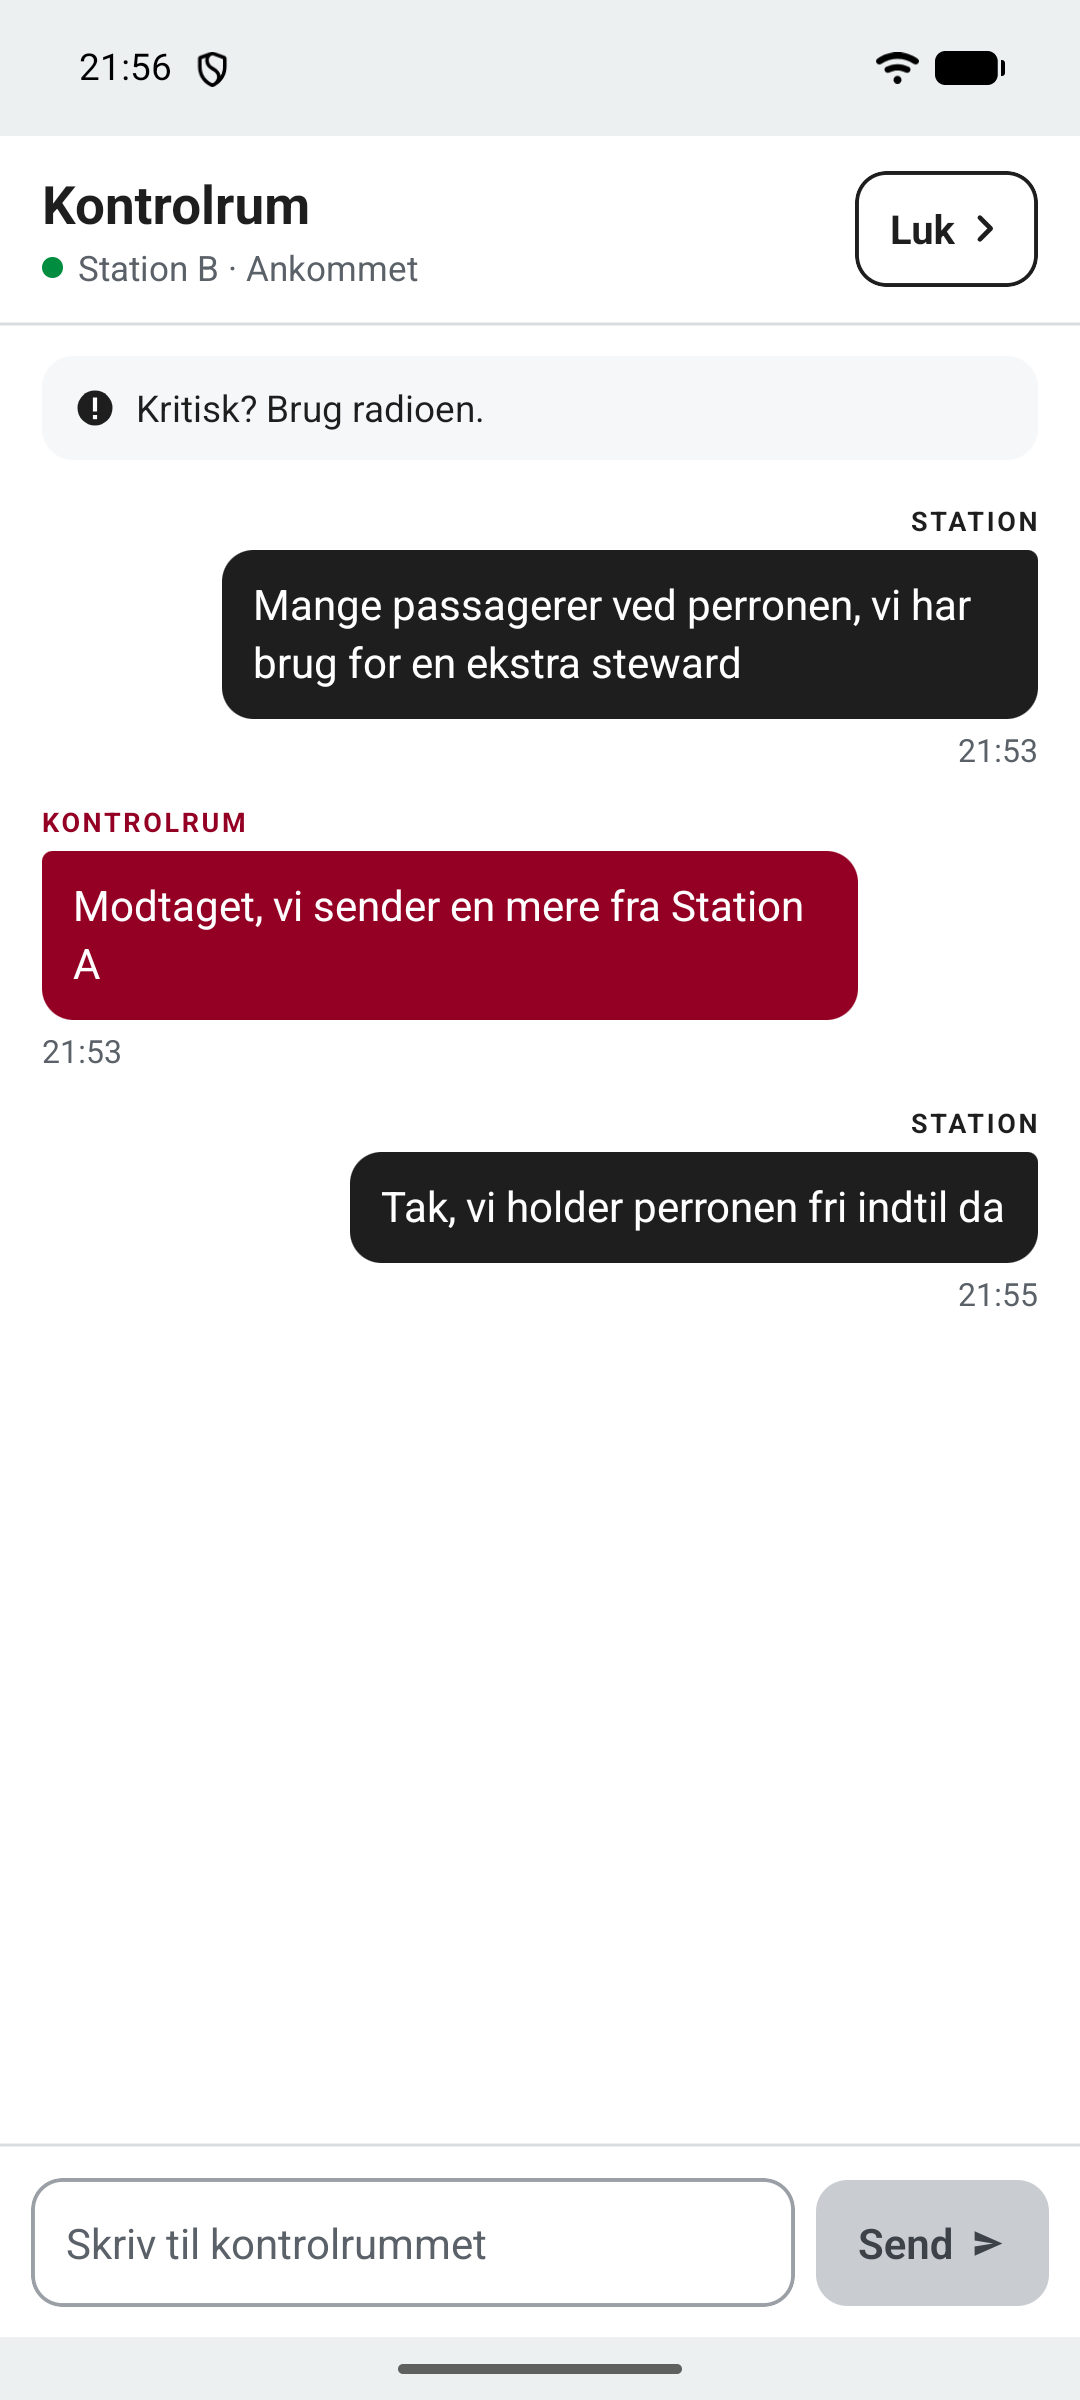 21:56
Kontrolrum
Station B · Ankommet
Luk
Kritisk? Brug radioen.
STATION
Mange passagerer ved perronen, vi har
brug for en ekstra steward
21:53
KONTROLRUM
Modtaget, vi sender en mere fra Station
A
21:53
STATION
Tak, vi holder perronen fri indtil da
21:55
Skriv til kontrolrummet
Send